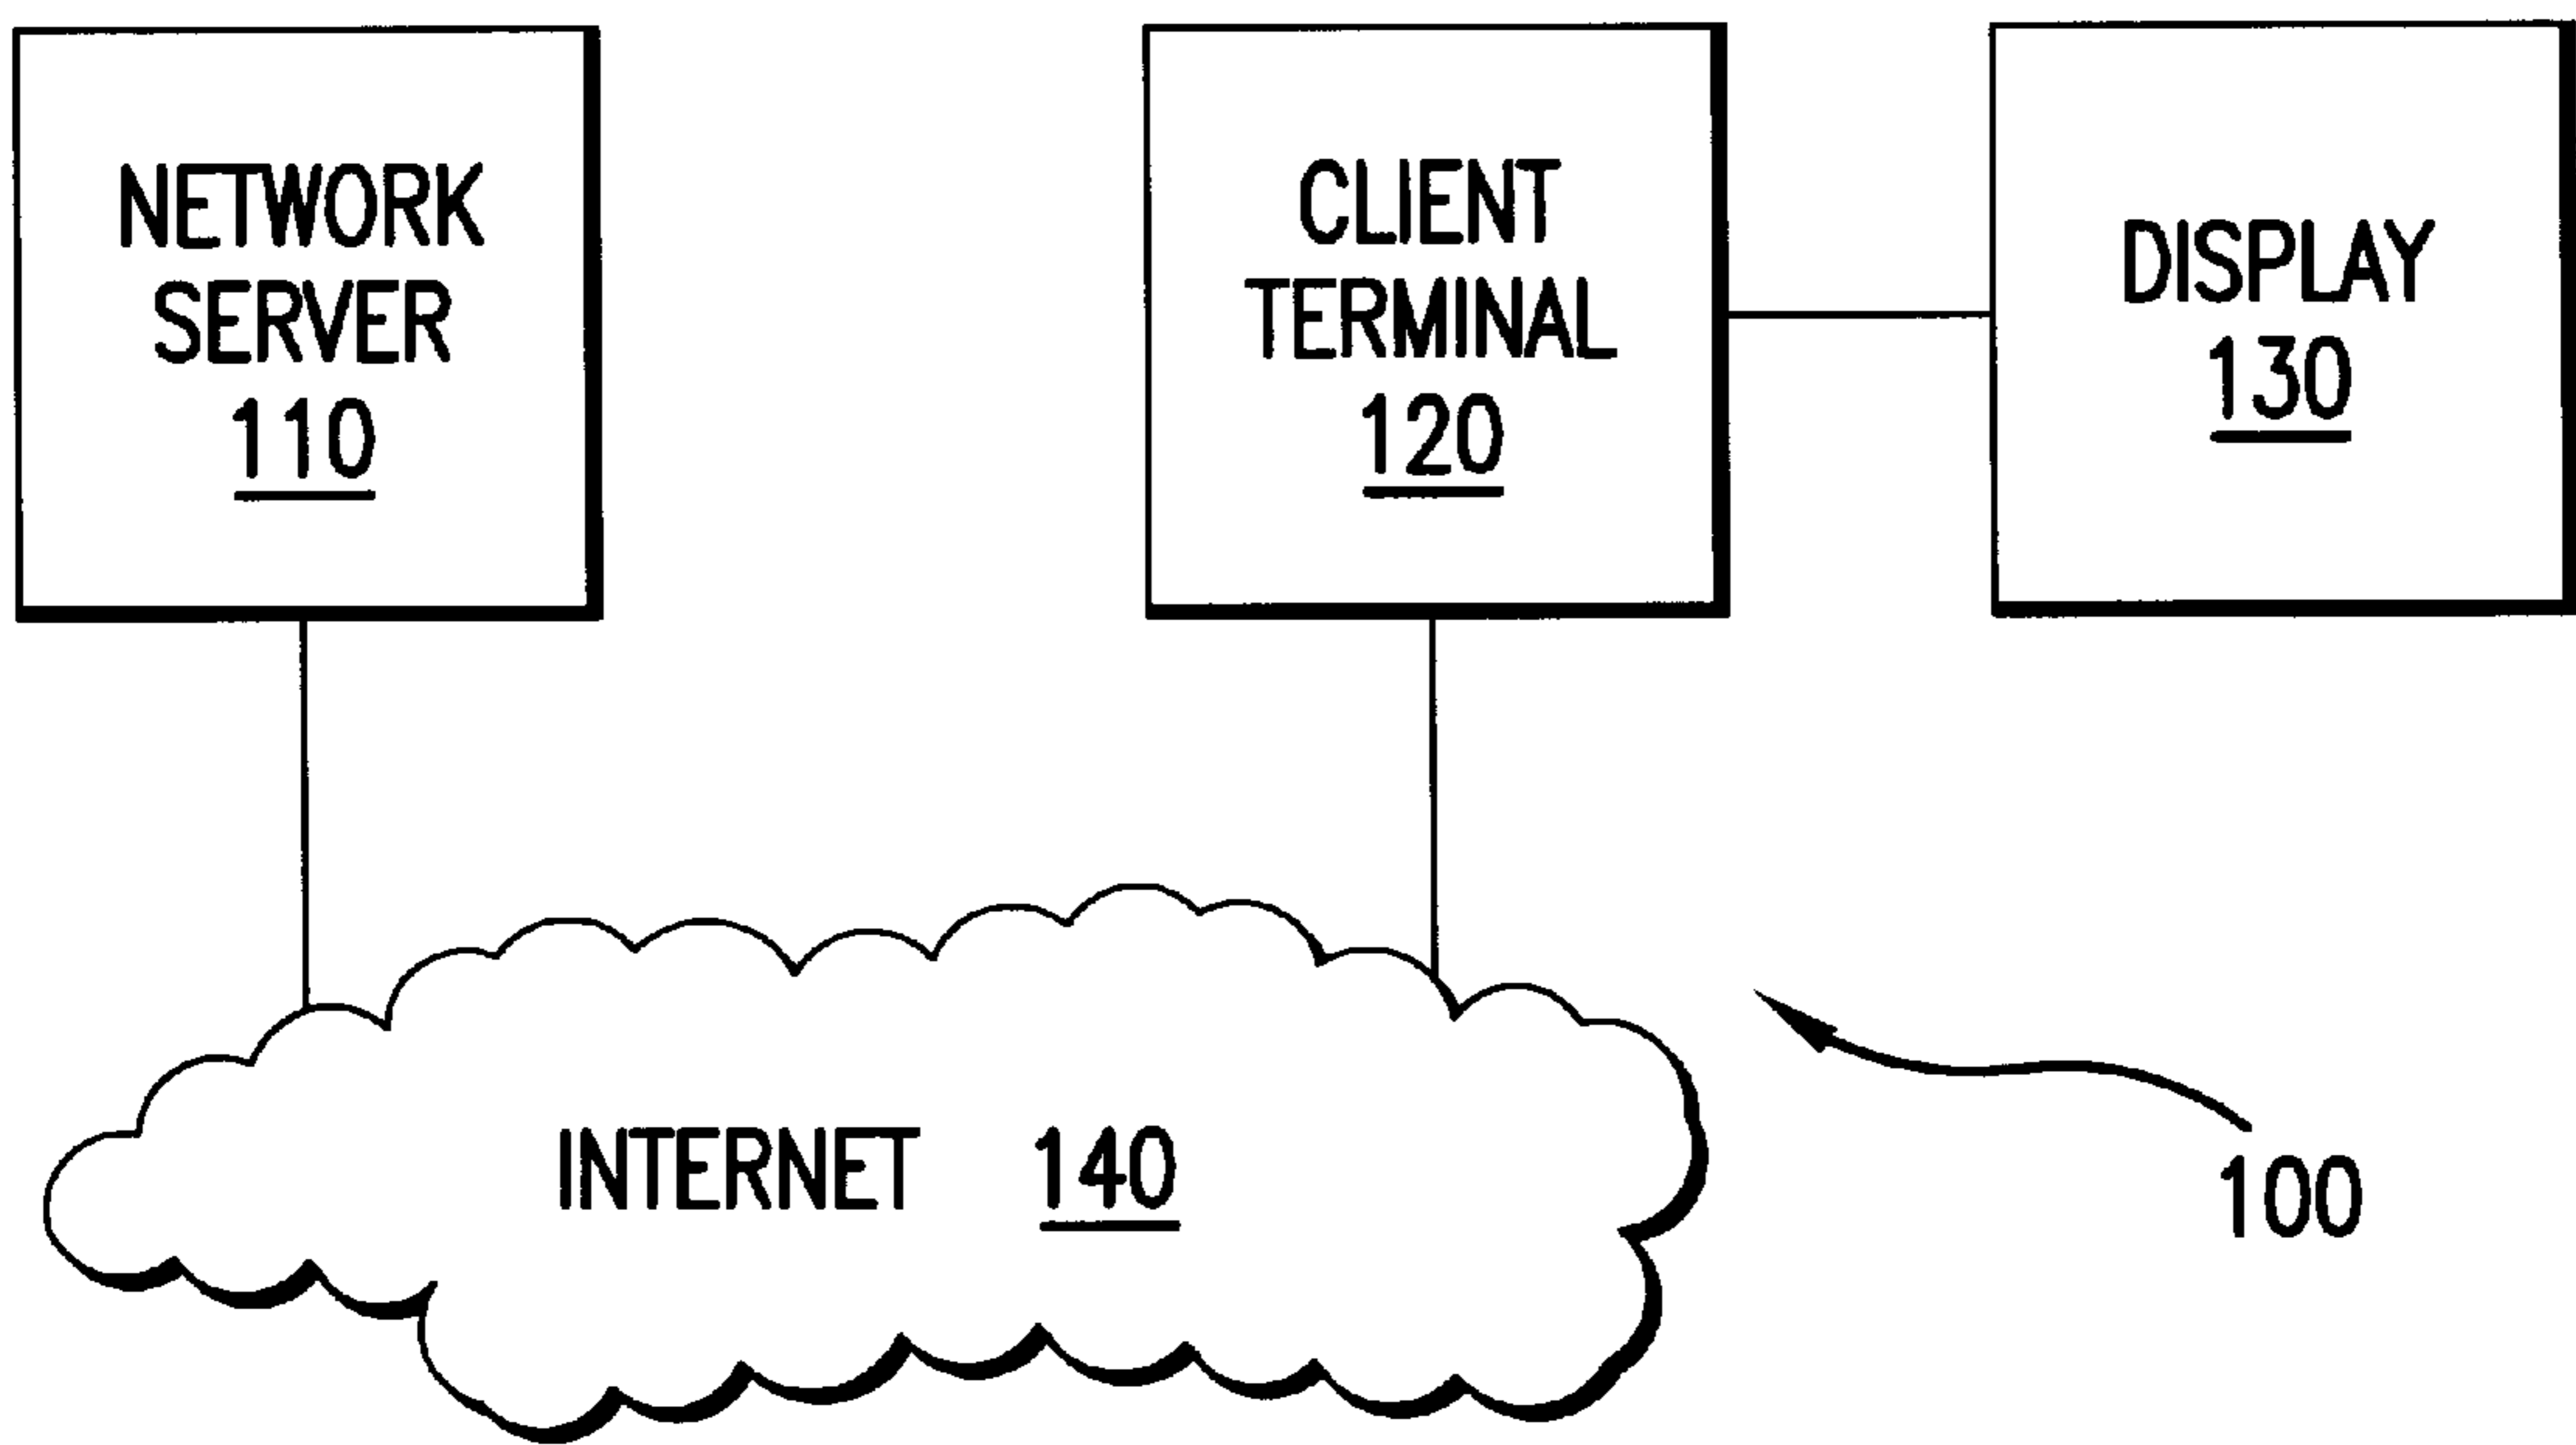 NETWORK
SERVER
110
CLIENT
TERMINAL
120
DISPLAY
130
INTERNET 140
100